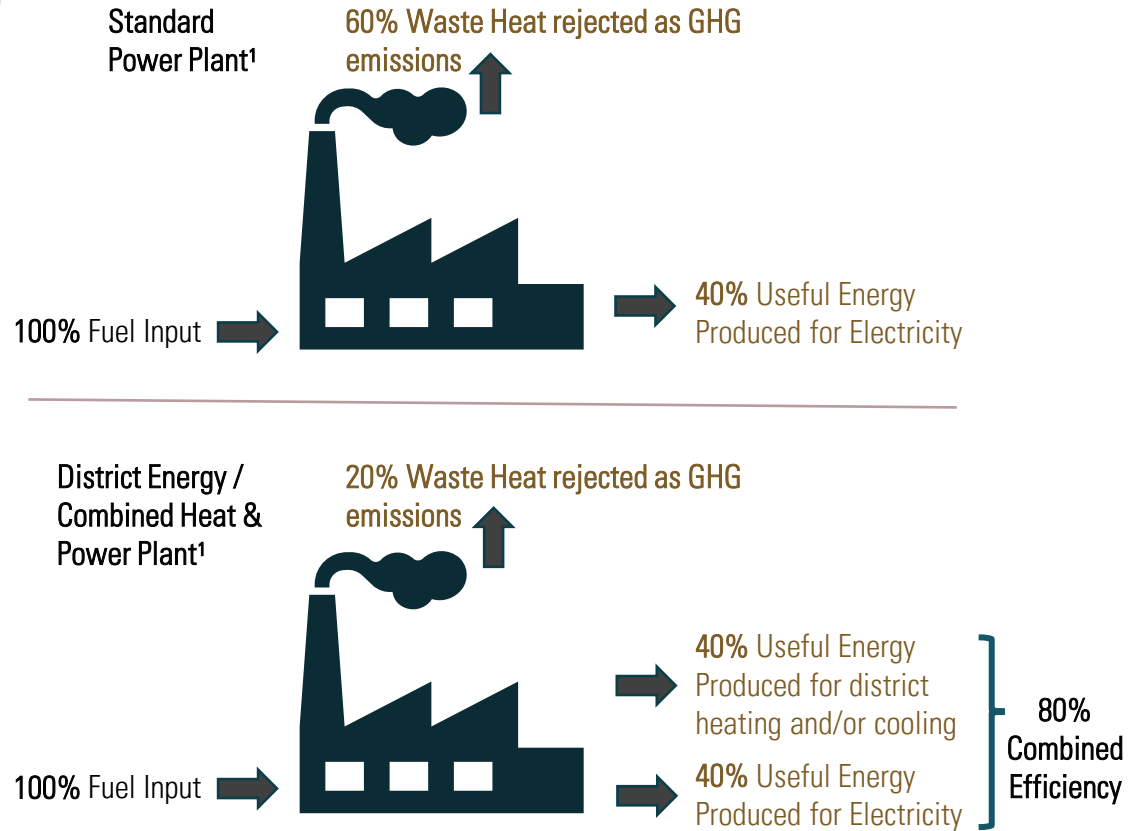 Standard
Power Plant¹
60% Waste Heat rejected as GHG
emissions
100% Fuel Input
40% Useful Energy
Produced for Electricity
District Energy /
Combined Heat &
Power Plant¹
20% Waste Heat rejected as GHG
emissions
100% Fuel Input
40% Useful Energy
Produced for district
heating and/or cooling
40% Useful Energy
Produced for Electricity
80%
Combined
Efficiency